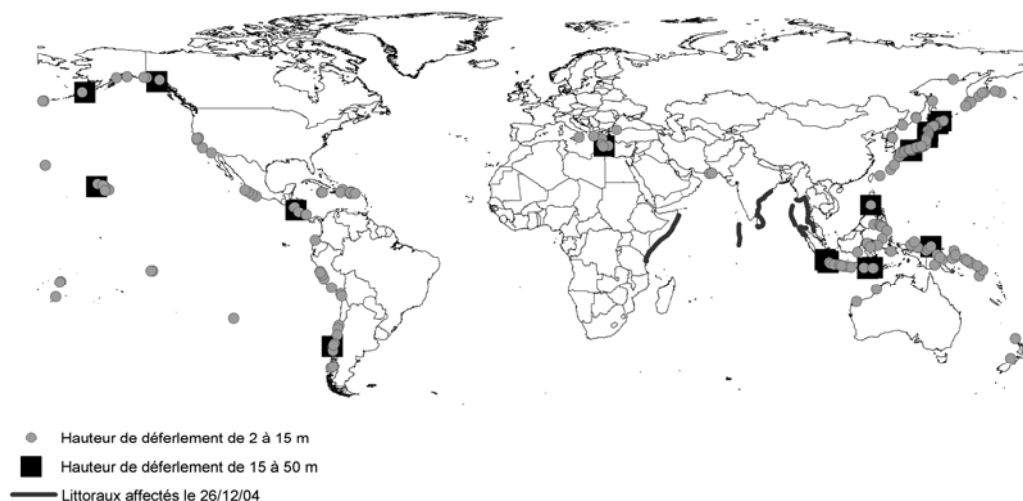 Hauteur de déferlement de 2 à 15 m
Hauteur de déferlement de 15 à 50 m
Littoraux affectés le 26/12/04